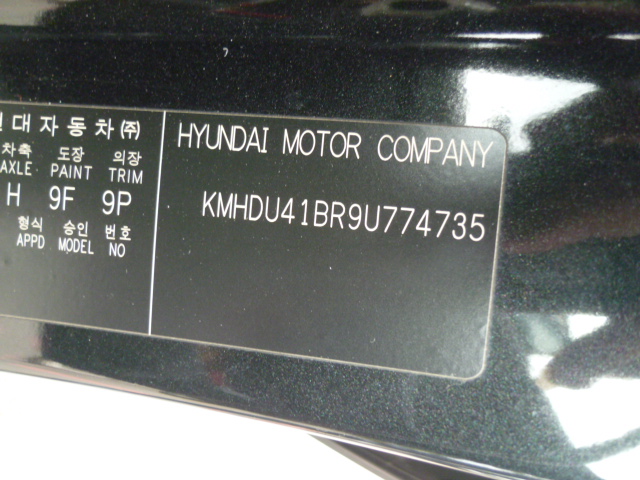 현대자동차㈜
HYUNDAI MOTOR COMPANY
차축 도장 의장
AXLE PAINT TRIM
H 9F 9P
KMHDU41BR9U774735
형식 승인 번호
APPD MODEL NO